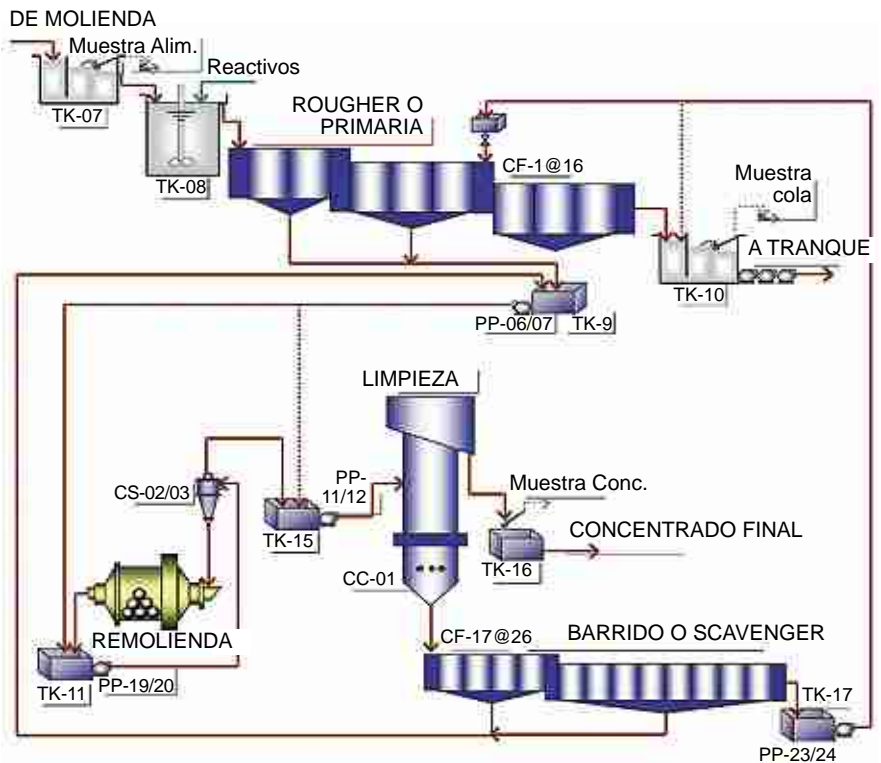 DE MOLIENDA
Muestra Alim.
Reactivos
TK-07
ROUGHER O
PRIMARIA
TK-08
CF-1@16
Muestra
cola
A TRANQUE
TK-10
PP-06/07
TK-9
LIMPIEZA
CS-02/03
PP-
11/12
Muestra Conc.
TK-15
CONCENTRADO FINAL
TK-16
CC-01
REMOLIENDA
CF-17@26
BARRIDO O SCAVENGER
TK-11
PP-19/20
TK-17
PP-23/24